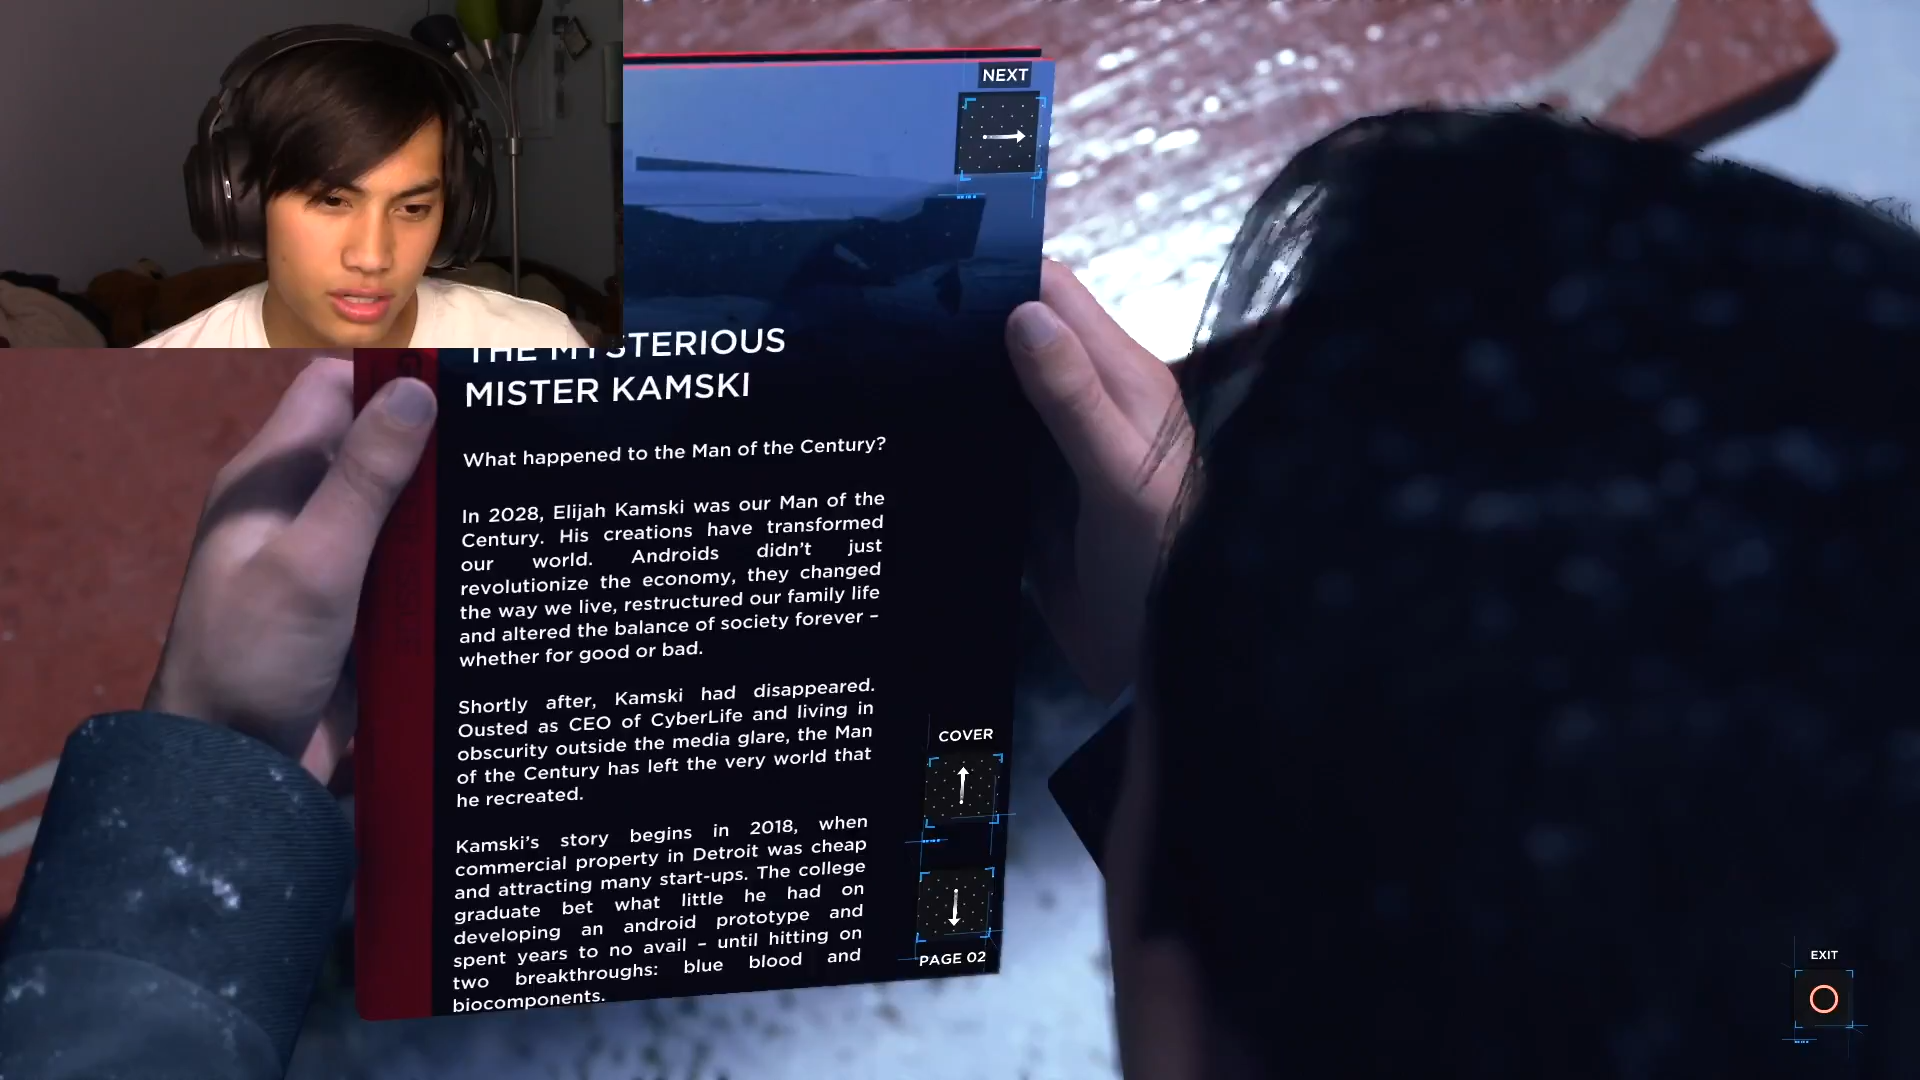 NEXT
THE MYSTERIOUS
MISTER KAMSKI
What happened to the Man of the Century?
In 2028, Elijah Kamski was our Man of the
Century. His creations have transformed
our world. Androids didn't just
revolutionize the economy, they changed
the way we live, restructured our family life
and altered the balance of society forever –
whether for good or bad.
Shortly after, Kamski had disappeared.
Ousted as CEO of CyberLife and living in
obscurity outside the media glare, the Man
of the Century has left the very world that
he recreated.
Kamski's story begins in 2018, when
commercial property in Detroit was cheap
and attracting many start-ups. The college
graduate bet what little he had on
developing an android prototype and
spent years to no avail – until hitting on
two breakthroughs: blue blood and
biocomponents.
COVER
PAGE 02
EXIT